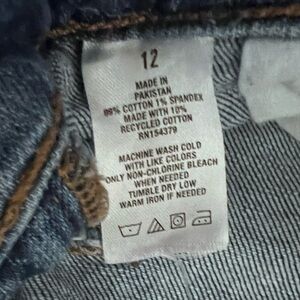 12
MADE IN
PAKISTAN
99% COTTON 1% SPANDEX
MADE WITH 10%
RECYCLED COTTON
RN154379
MACHINE WASH COLD
WITH LIKE COLORS
ONLY NON-CHLORINE BLEACH
WHEN NEEDED
TUMBLE DRY LOW
WARM IRON IF NEEDED